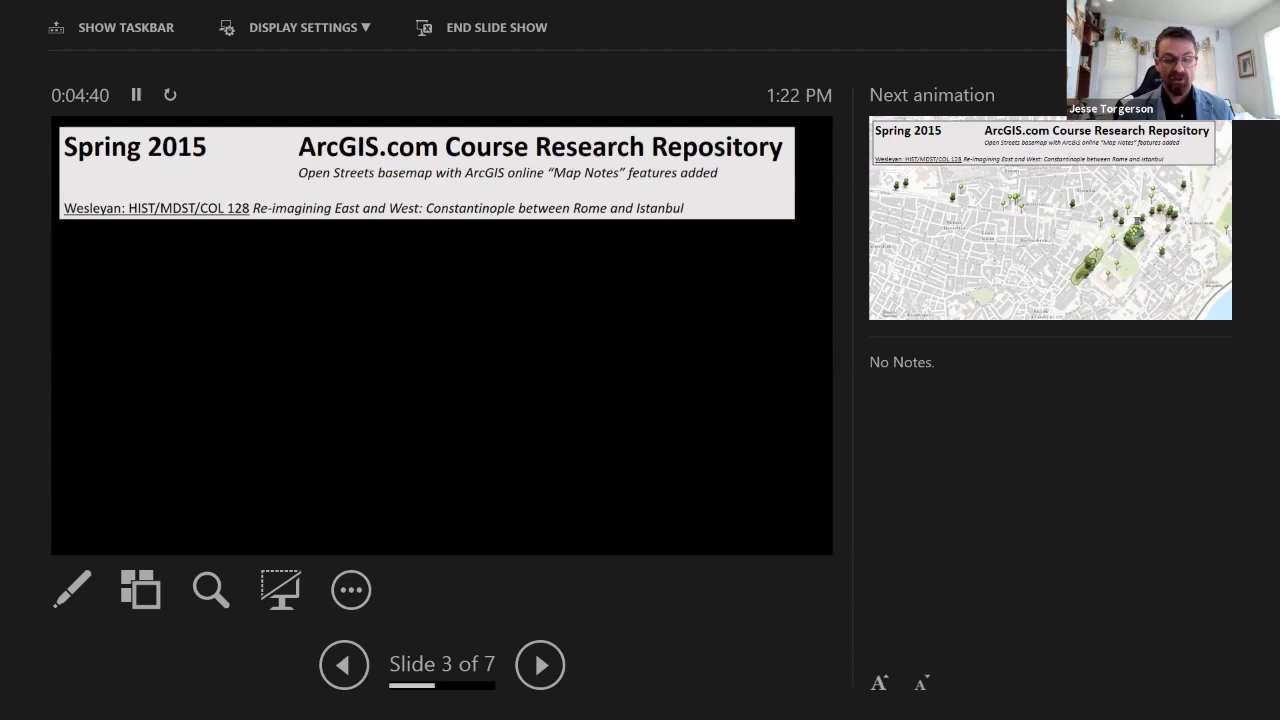 SHOW TASKBAR
DISPLAY SETTINGS ▼
END SLIDE SHOW
Jesse Torgerson
0:04:40
1:22 PM
Spring 2015
ArcGIS.com Course Research Repository
Open Streets basemap with ArcGIS online “Map Notes” features added
Wesleyan: HIST/MDST/COL 128 Re-imagining East and West: Constantinople between Rome and Istanbul
Next animation
Spring 2015
ArcGIS.com Course Research Repository
Open Streets basemap with ArcGIS online “Map Notes” features added
Wesleyan: HIST/MDST/COL 128 Re-imagining East and West: Constantinople between Rome and Istanbul
No Notes.
Slide 3 of 7
A A